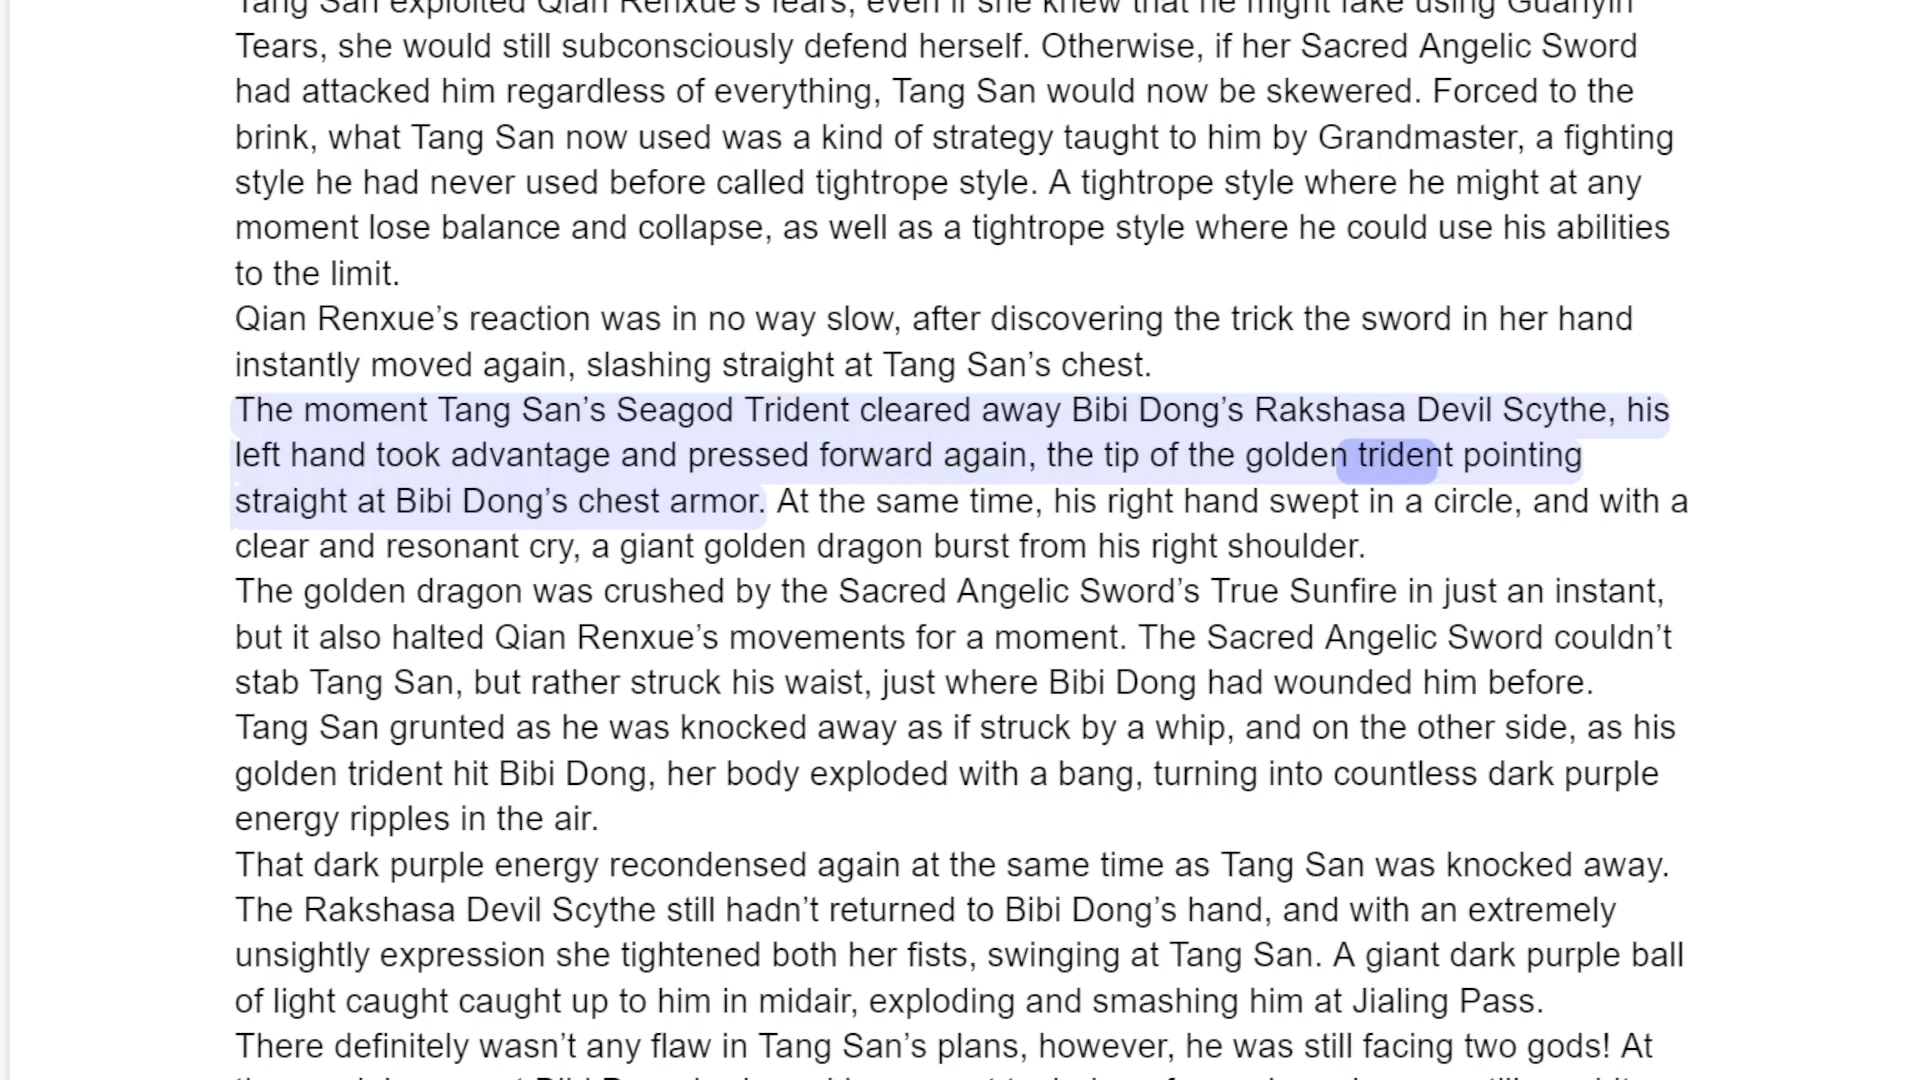 Tang San exploited Qian Renxue's fears, even if she knew that he might fake using Guanyin
Tears, she would still subconsciously defend herself. Otherwise, if her Sacred Angelic Sword
had attacked him regardless of everything, Tang San would now be skewered. Forced to the
brink, what Tang San now used was a kind of strategy taught to him by Grandmaster, a fighting
style he had never used before called tightrope style. A tightrope style where he might at any
moment lose balance and collapse, as well as a tightrope style where he could use his abilities
to the limit.
Qian Renxue’s reaction was in no way slow, after discovering the trick the sword in her hand
instantly moved again, slashing straight at Tang San’s chest.
The moment Tang San’s Seagod Trident cleared away Bibi Dong’s Rakshasa Devil Scythe, his
left hand took advantage and pressed forward again, the tip of the golden trident pointing
straight at Bibi Dong’s chest armor. At the same time, his right hand swept in a circle, and with a
clear and resonant cry, a giant golden dragon burst from his right shoulder.
The golden dragon was crushed by the Sacred Angelic Sword’s True Sunfire in just an instant,
but it also halted Qian Renxue’s movements for a moment. The Sacred Angelic Sword couldn’t
stab Tang San, but rather struck his waist, just where Bibi Dong had wounded him before.
Tang San grunted as he was knocked away as if struck by a whip, and on the other side, as his
golden trident hit Bibi Dong, her body exploded with a bang, turning into countless dark purple
energy ripples in the air.
That dark purple energy recondensed again at the same time as Tang San was knocked away.
The Rakshasa Devil Scythe still hadn’t returned to Bibi Dong’s hand, and with an extremely
unsightly expression she tightened both her fists, swinging at Tang San. A giant dark purple ball
of light caught caught up to him in midair, exploding and smashing him at Jialing Pass.
There definitely wasn’t any flaw in Tang San’s plans, however, he was still facing two gods! At